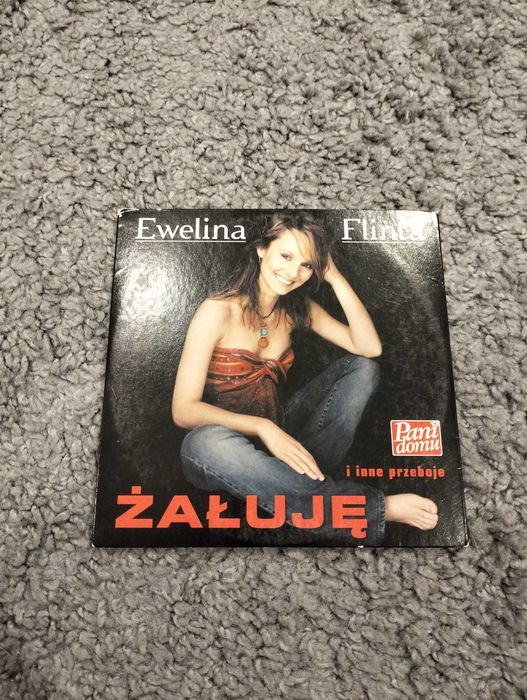 Ewelina Flinta
Pani
domu
i inne przeboje
ŻAŁUJĘ